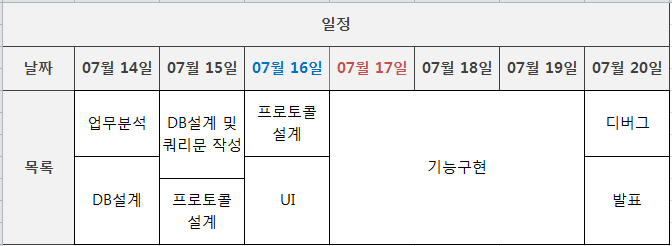 일정
날짜 07월 14일 07월 15일 07월 16일 07월 17일 07월 18일 07월 19일 07월 20일
목록
업무분석
DB설계
DB설계 및
쿼리문 작성
프로토콜
설계
프로토콜
설계
UI
기능구현
디버그
발표